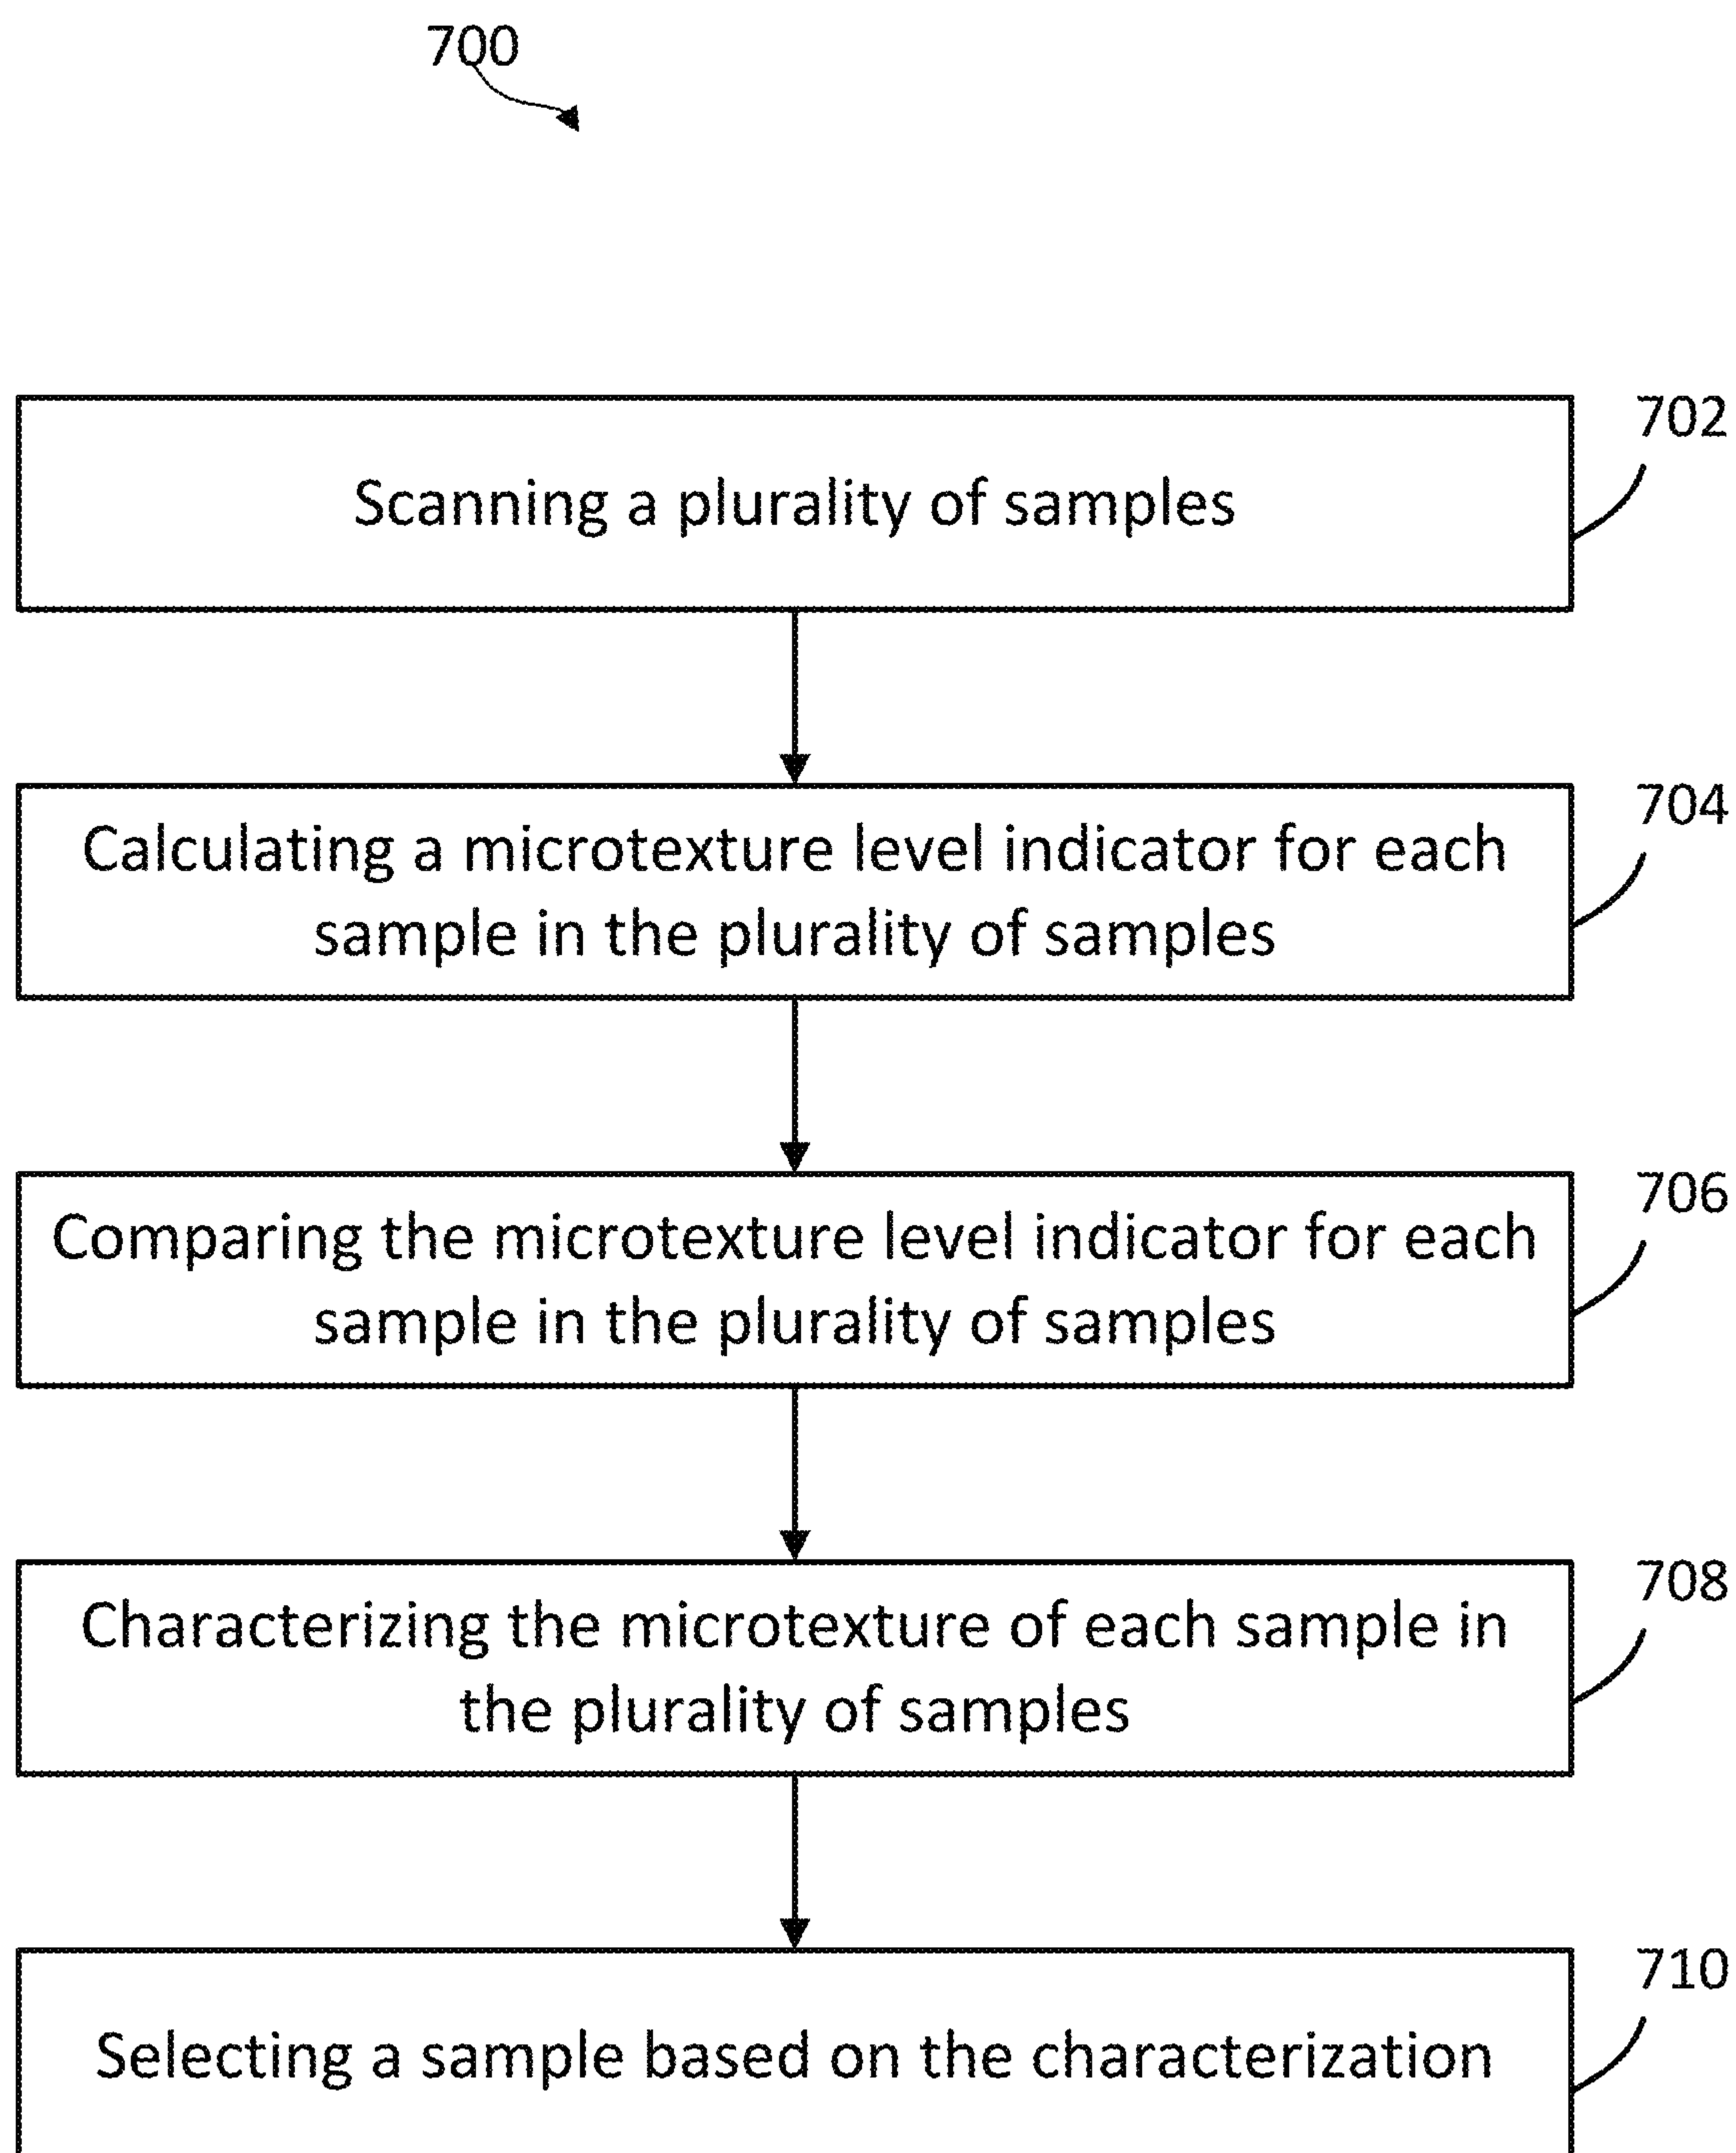 700
702
Scanning a plurality of samples
704
Calculating a microtexture level indicator for each
sample in the plurality of samples
706
Comparing the microtexture level indicator for each
sample in the plurality of samples
708
Characterizing the microtexture of each sample in
the plurality of samples
710
Selecting a sample based on the characterization